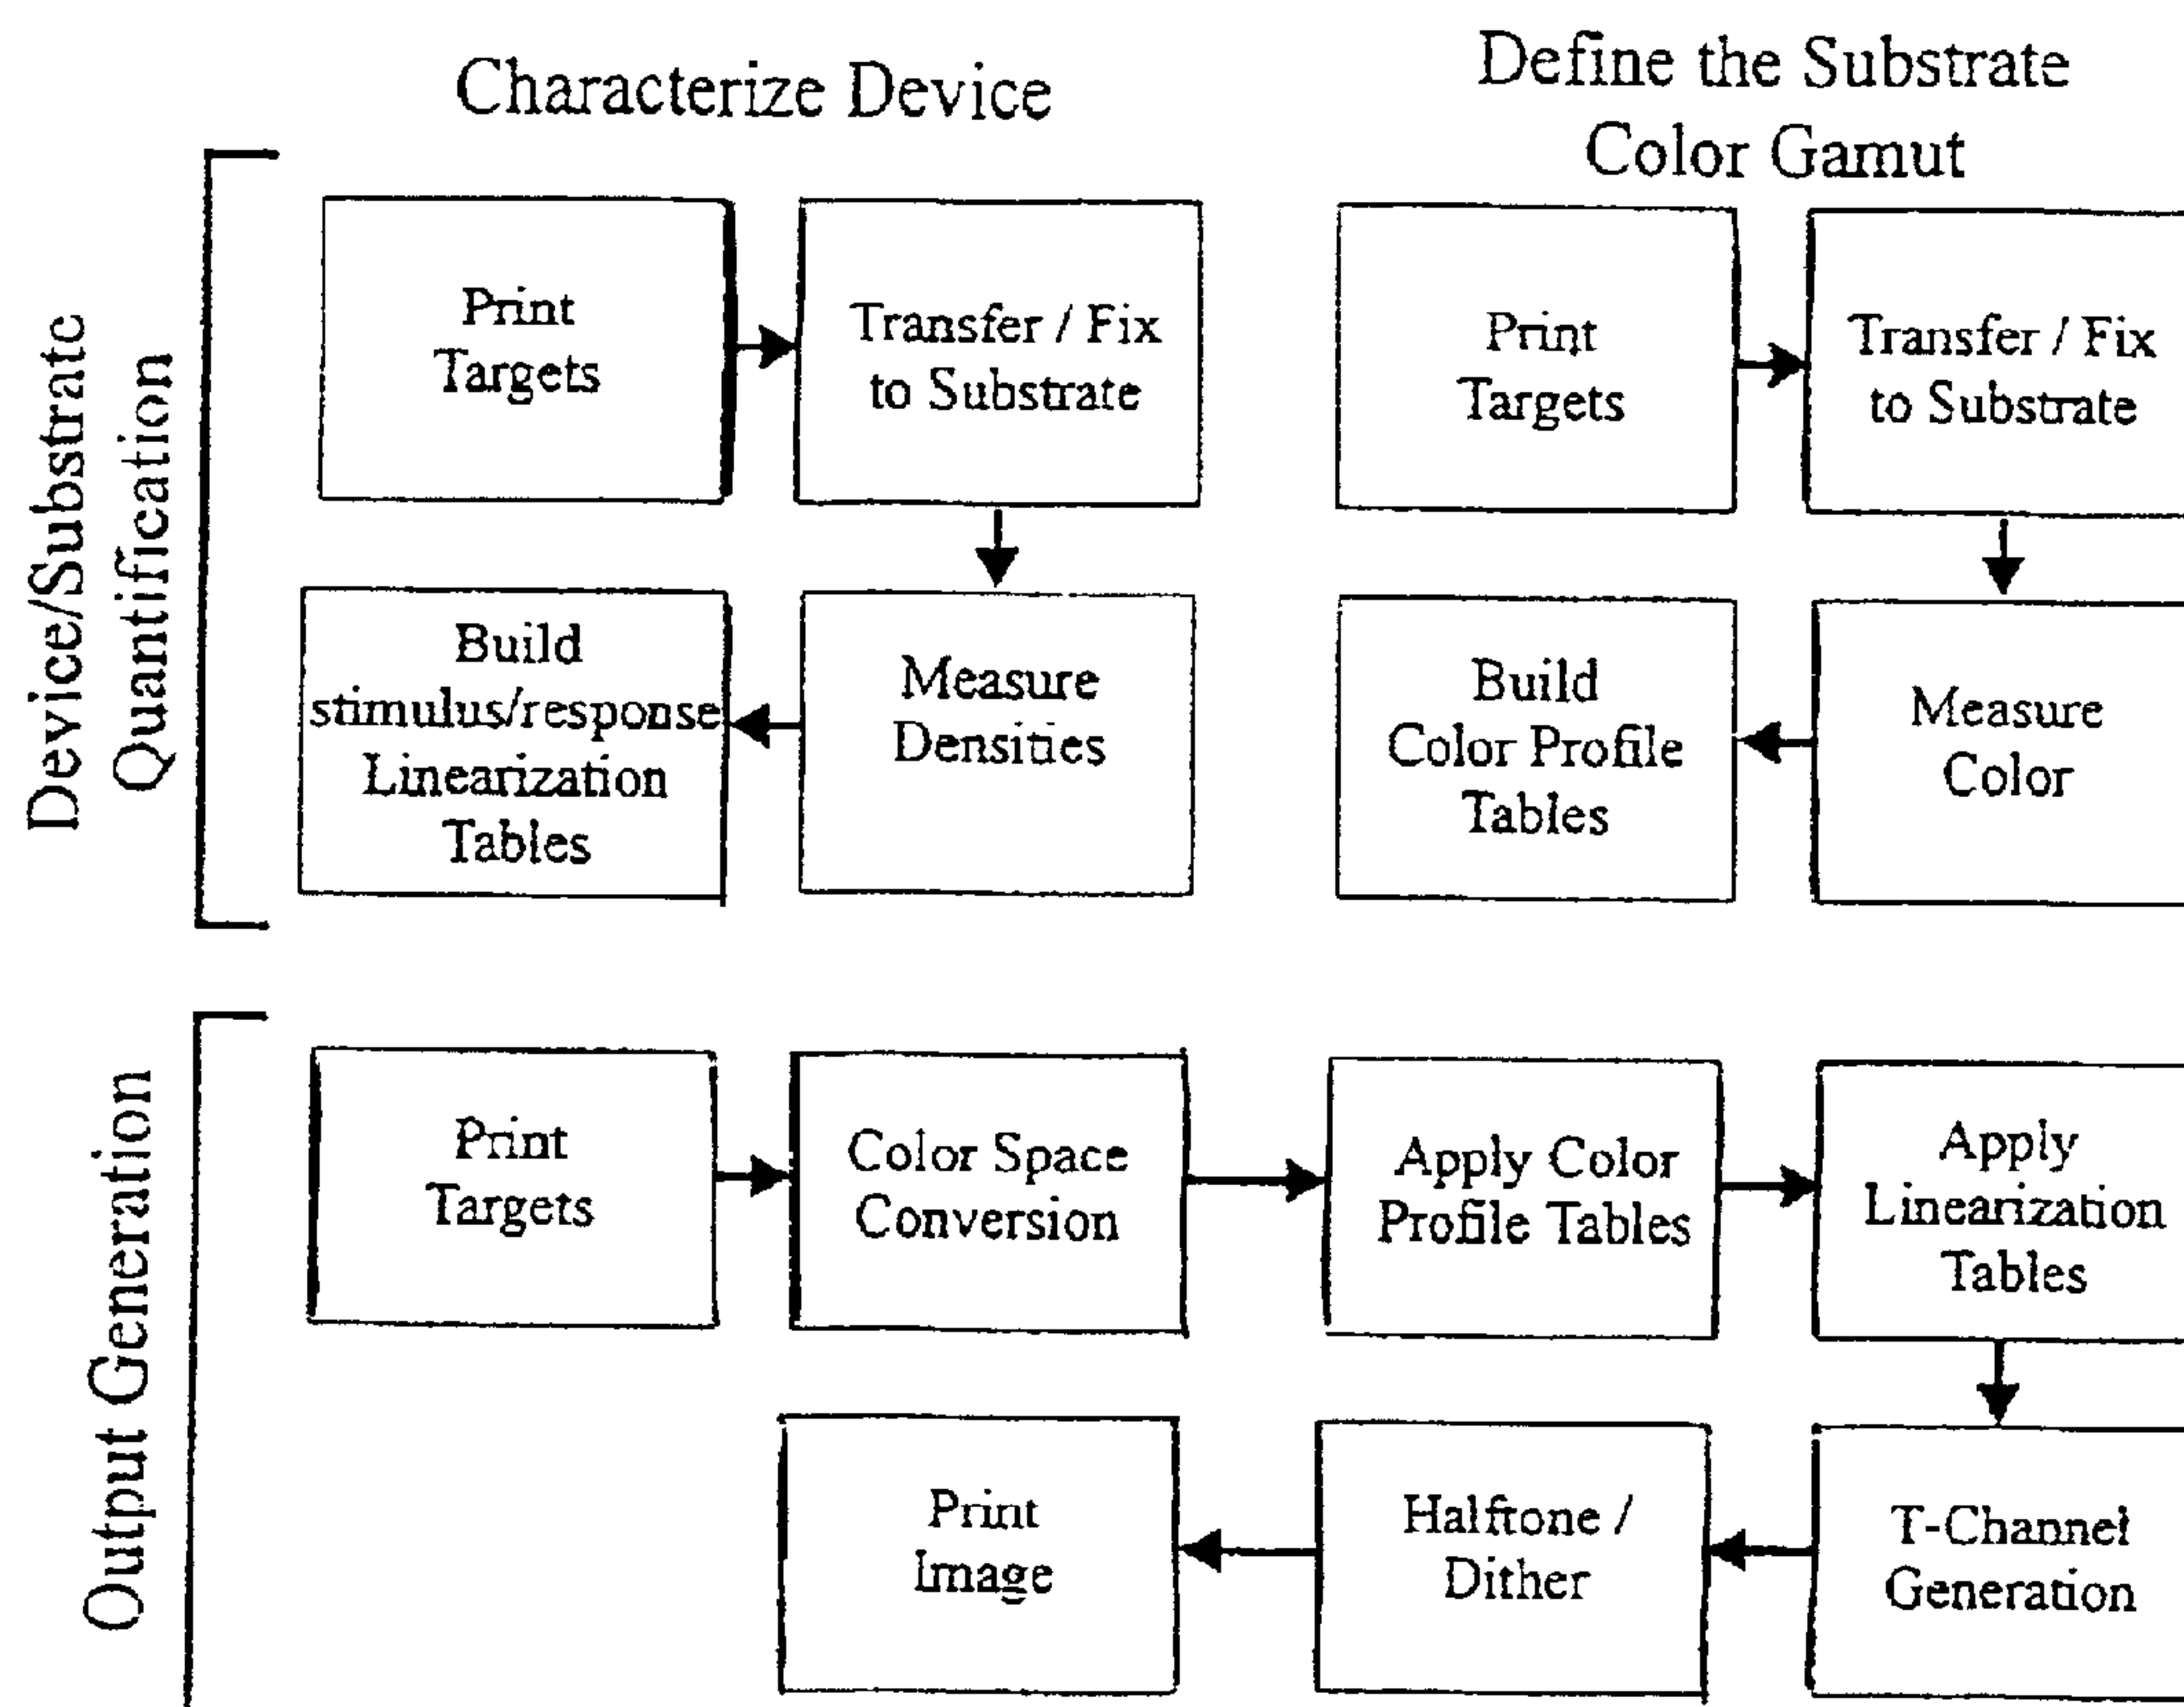 Characterize Device
Define the Substrate
Color Gamut
Device/Substrate
Quantification
Print
Targets
Transfer / Fix
to Substrate
Build
stimulus/response
Linearization
Tables
Measure
Densities
Print
Targets
Transfer / Fix
to Substrate
Build
Color Profile
Tables
Measure
Color
Output Generation
Print
Targets
Color Space
Conversion
Apply Color
Profile Tables
Apply
Linearization
Tables
Print
Image
Halftone /
Dither
T-Channel
Generation